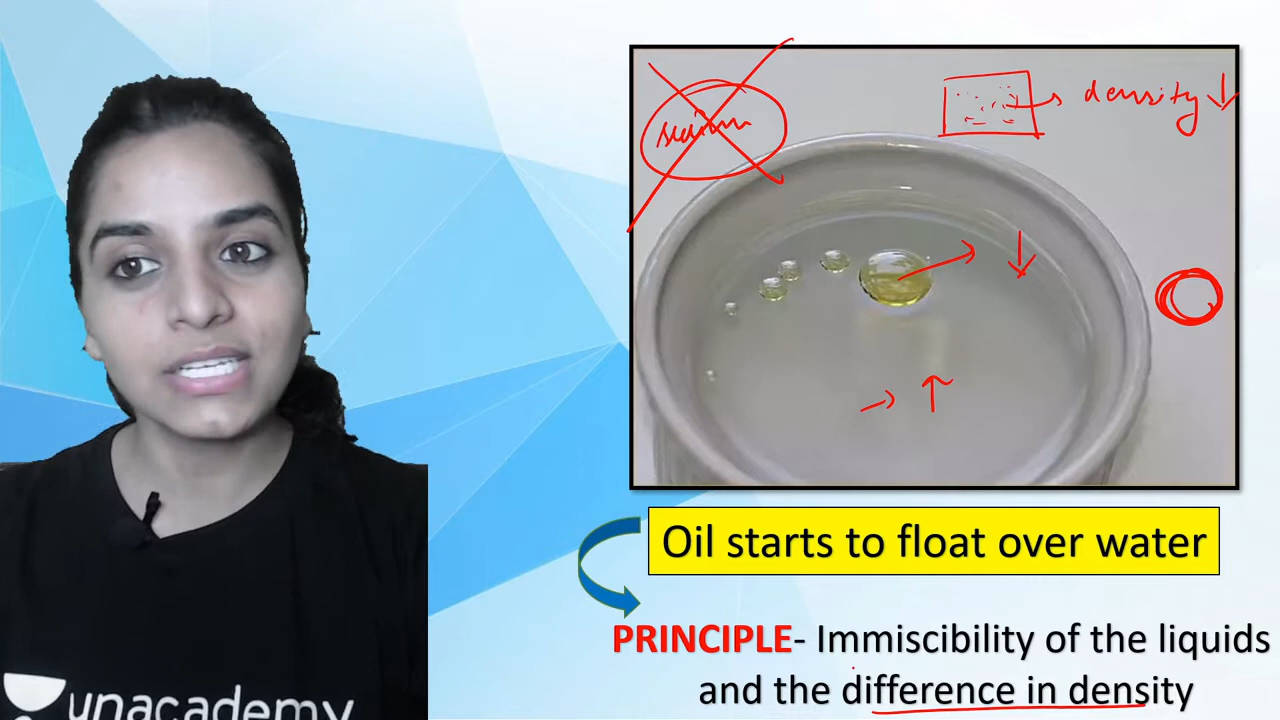 density ↓
Oil starts to float over water
PRINCIPLE- Immiscibility of the liquids
and the difference in density
unacademy